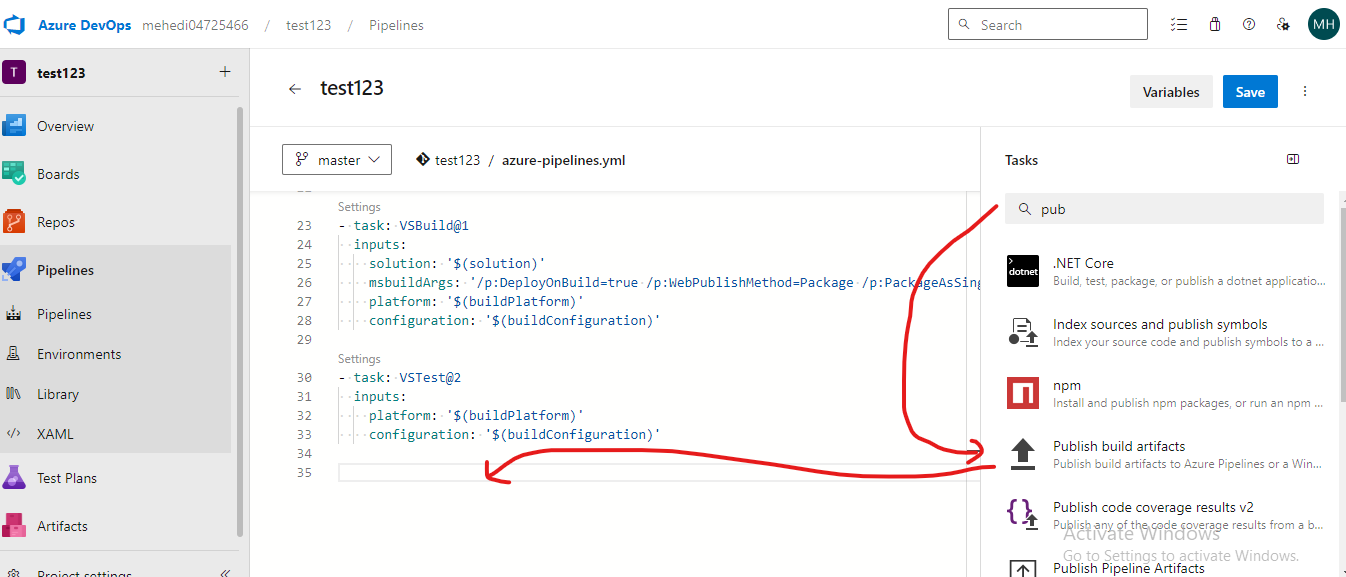 Azure DevOps mehedi04725466 / test123 / Pipelines
Search
MH
T test123
Overview
Boards
Repos
Pipelines
Pipelines
Environments
Library
XAML
Test Plans
Artifacts
Project settings
test123
Variables
Save
master
test123 / azure-pipelines.yml
Settings
23 - task: VSBuild@1
24 inputs:
25 solution: '$(solution)'
26 msbuildArgs: '/p:DeployOnBuild=true /p:WebPublishMethod=Package /p:PackageAsSing
27 platform: '$(buildPlatform)'
28 configuration: '$(buildConfiguration)'
29
Settings
30 - task: VSTest@2
31 inputs:
32 platform: '$(buildPlatform)'
33 configuration: '$(buildConfiguration)'
34
35
Tasks
pub
dotnet
.NET Core
Build, test, package, or publish a dotnet applicatio...
Index sources and publish symbols
Index your source code and publish symbols to a ...
npm
Install and publish npm packages, or run an npm ...
Publish build artifacts
Publish build artifacts to Azure Pipelines or a Win...
Publish code coverage results v2
Publish any of the code coverage results from a b...
Activate Windows
Go to Settings to activate Windows.
Publish Pipeline Artifacts